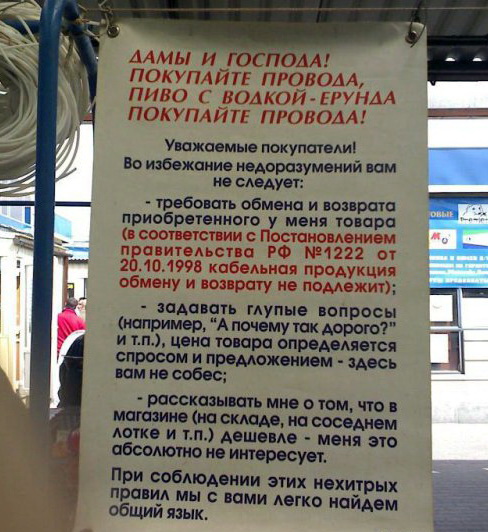 ДАМЫ И ГОСПОДА!
ПОКУПАЙТЕ ПРОВОДА,
ПИВО С ВОДКОЙ - ЕРУНДА
ПОКУПАЙТЕ ПРОВОДА!
Уважаемые покупатели!
Во избежание недоразумений вам
не следует:
- требовать обмена и возврата
приобретенного у меня товара
(в соответствии с Постановлением
правительства РФ №1222 от
20.10.1998 кабельная продукция
обмену и возврату не подлежит);
- задавать глупые вопросы
(например, "А почему так дорого?"
и т.п.), цена товара определяется
спросом и предложением - здесь
вам не собес;
- рассказывать мне о том, что в
магазине (на складе, на соседнем
лотке и т.п.) дешевле - меня это
абсолютно не интересует.
При соблюдении этих нехитрых
правил мы с вами легко найдем
общий язык.